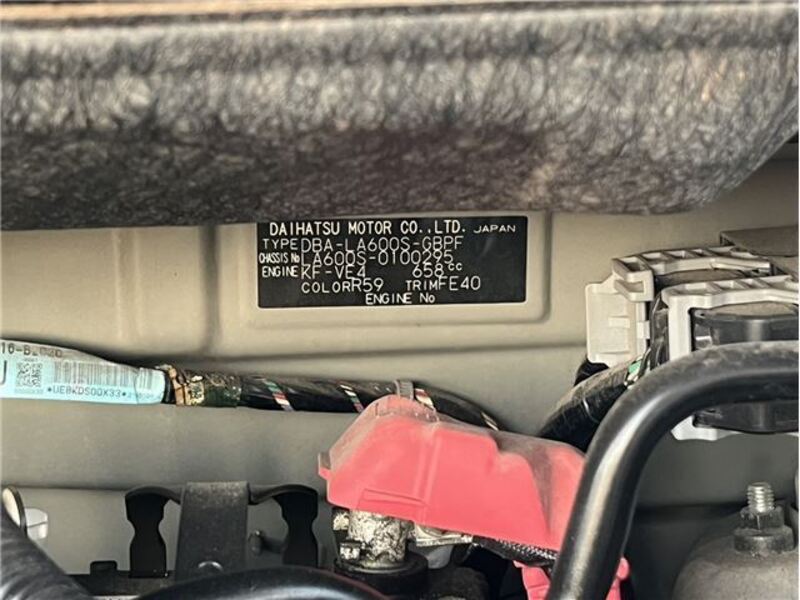 DAIHATSU MOTOR CO.,LTD. JAPAN
TYPE DBA-LA600S-GBPF
CHASSIS No LA600S-0100295
ENGINE KF-VE4 658cc
COLOR R59 TRIM FE40
ENGINE No
*UE8KDS00X33*